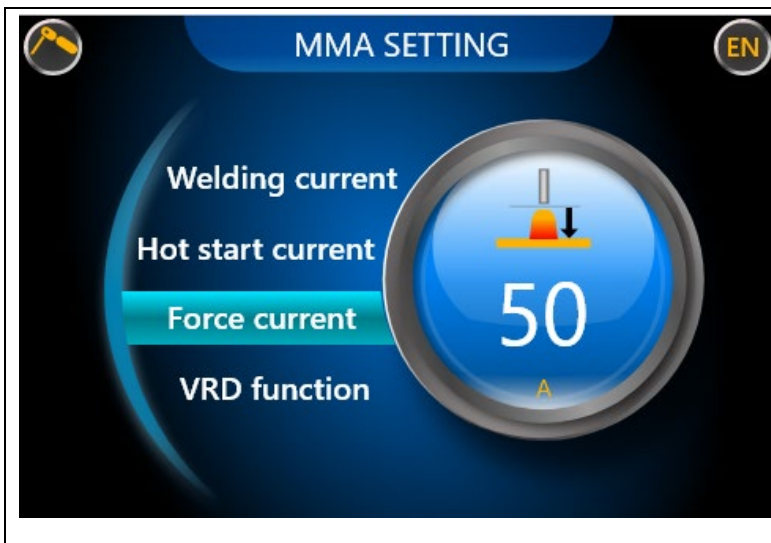 MMA SETTING
EN
Welding current
Hot start current
Force current
VRD function
50
A